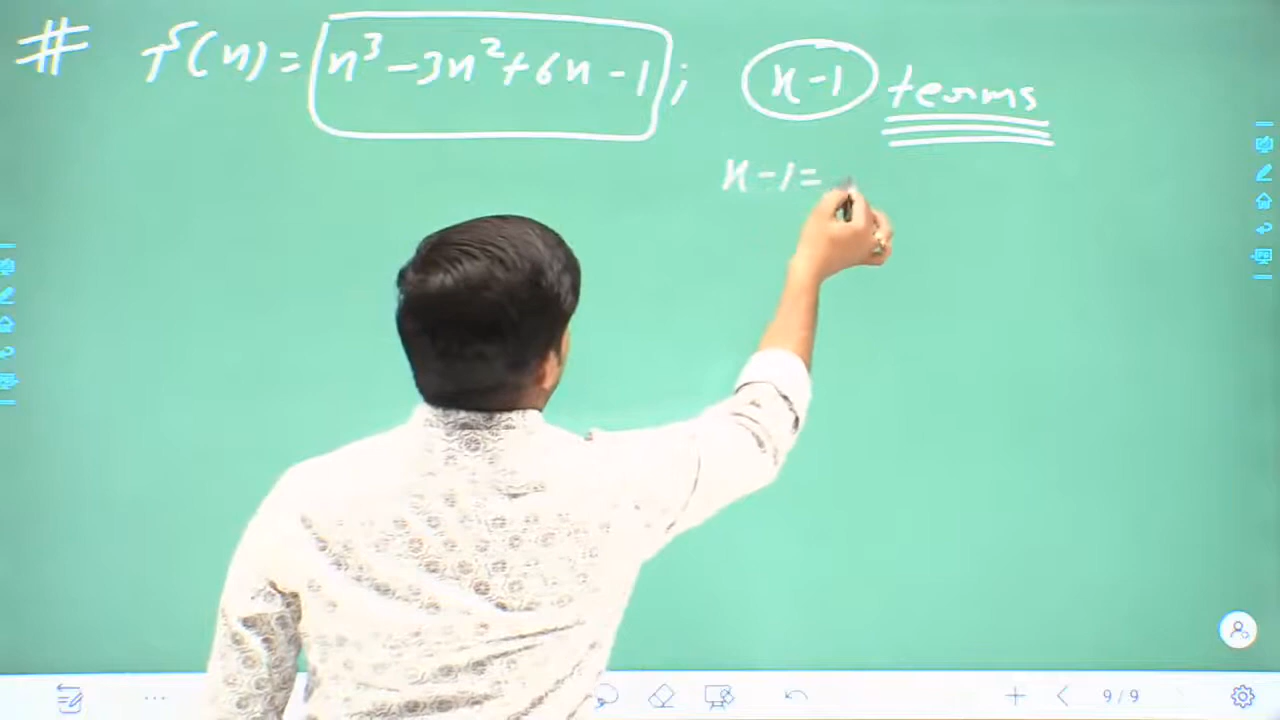 # f(x) = x³ - 3x² + 6x - 1 ; x - 1 terms
x - 1 =
9/9